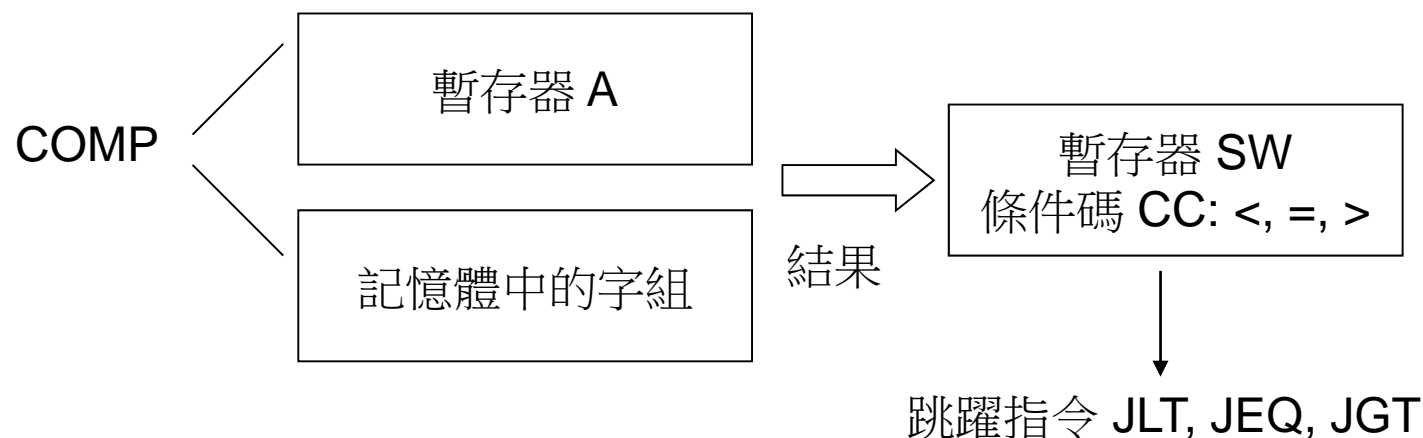 COMP
暫存器 A
記憶體中的字組
結果
暫存器 SW
條件碼 CC: <, =, >
跳躍指令 JLT, JEQ, JGT